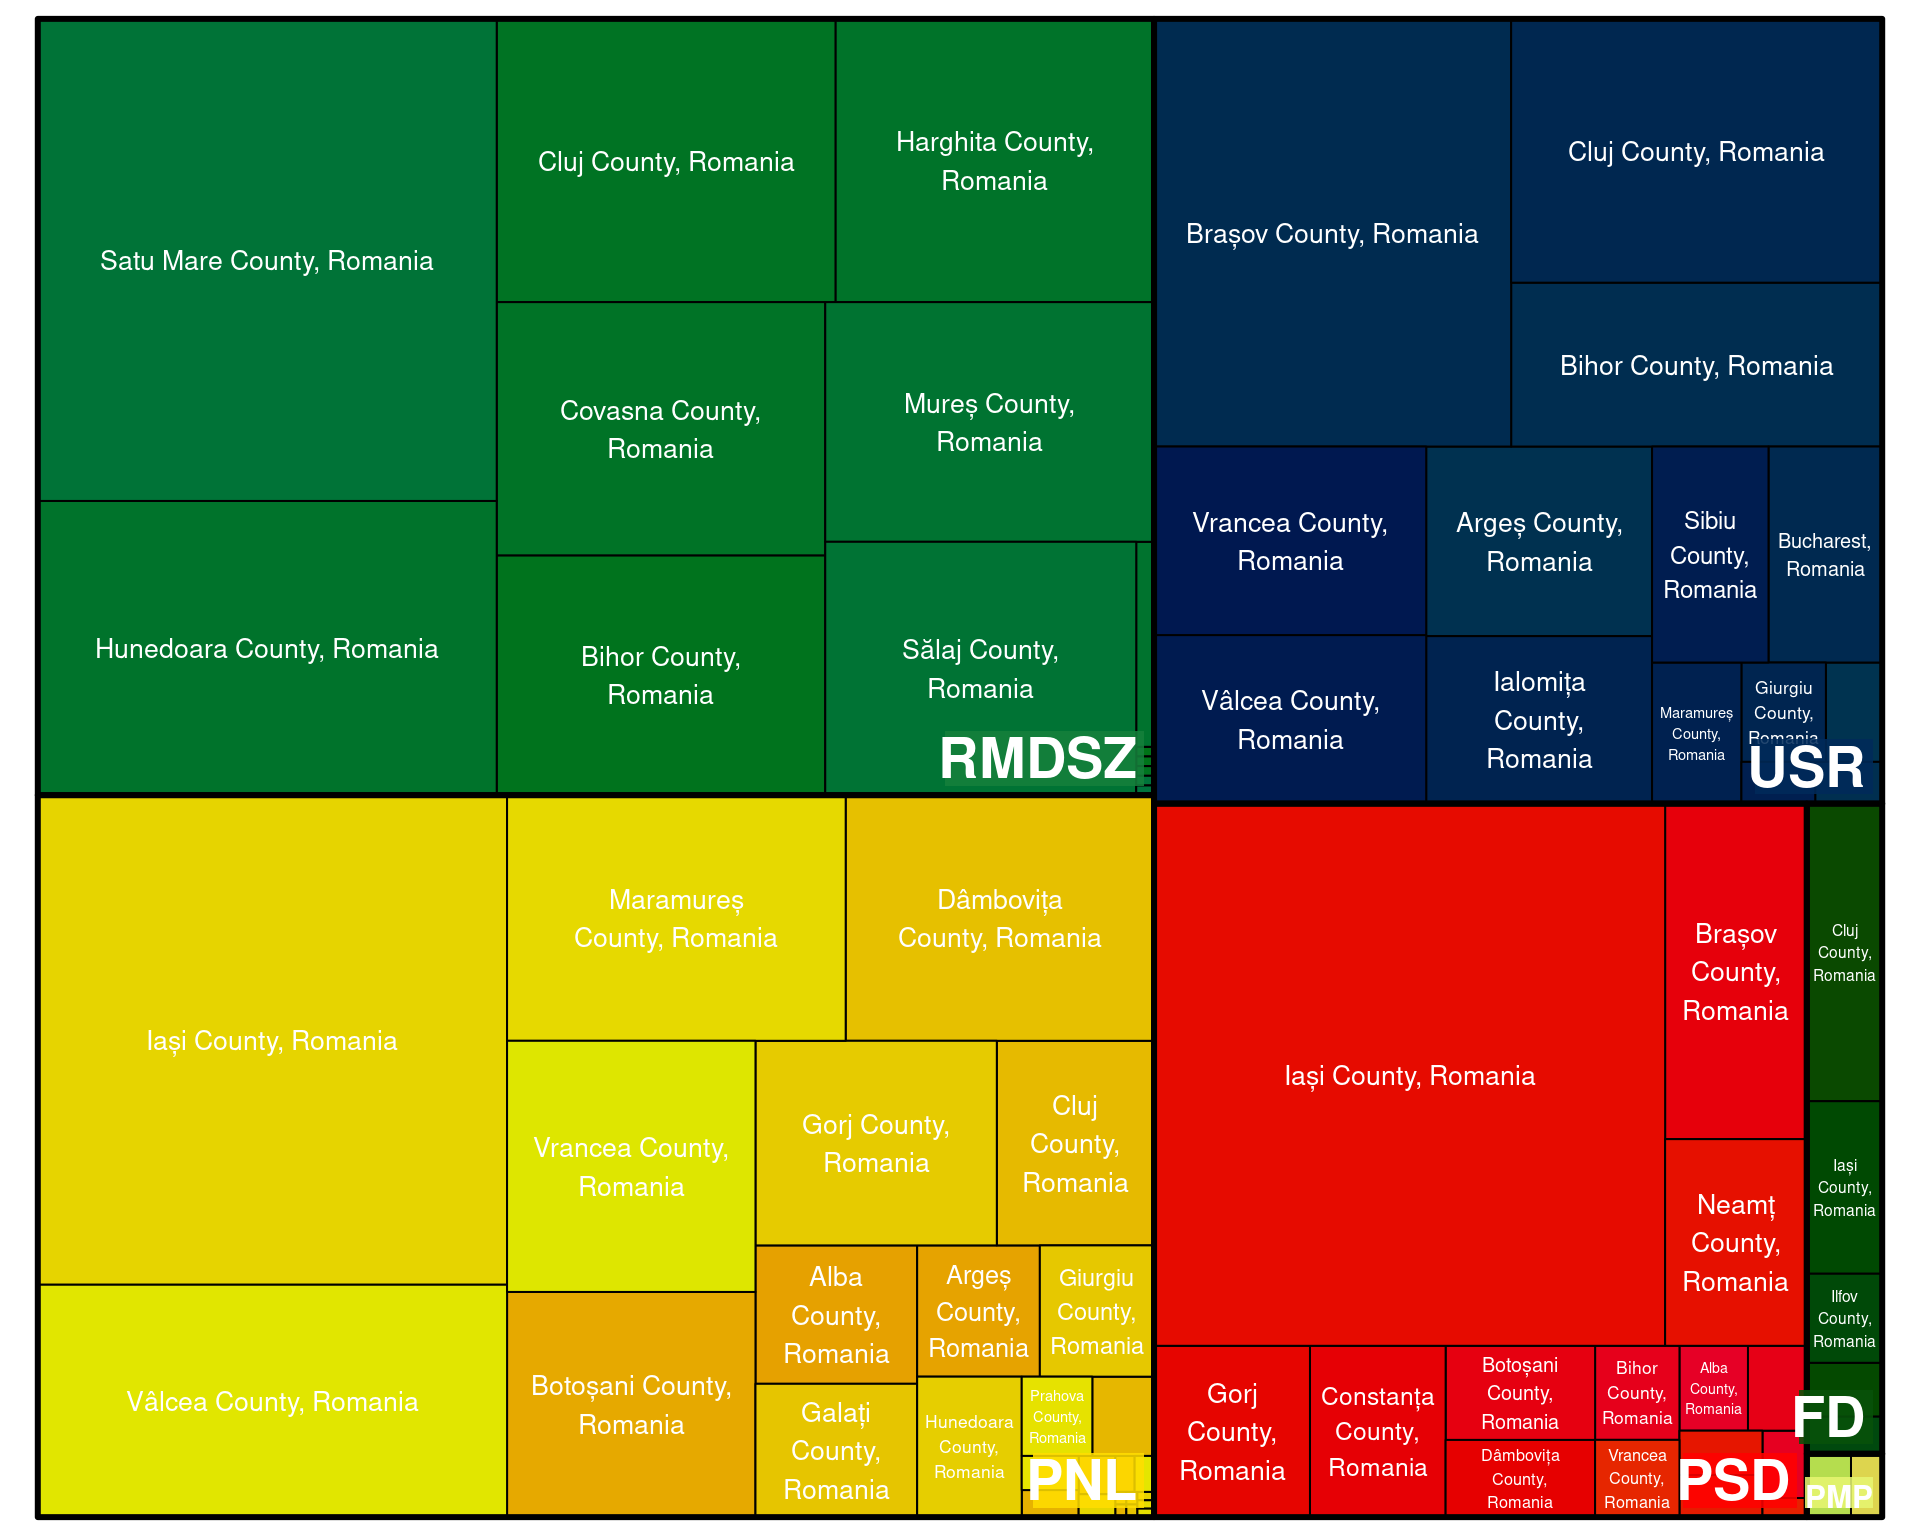 Satu Mare County, Romania
Cluj County, Romania
Harghita County,
Romania
Covasna County,
Romania
Mureș County,
Romania
Hunedoara County, Romania
Bihor County,
Romania
Sălaj County,
Romania
RMDSZ
Brașov County, Romania
Cluj County, Romania
Bihor County, Romania
Vrancea County,
Romania
Argeș County,
Romania
Sibiu
County,
Romania
Bucharest,
Romania
Vâlcea County,
Romania
Ialomița
County,
Romania
Maramureș
County,
Romania
Giurgiu
County,
Romania
USR
Iași County, Romania
Maramureș
County, Romania
Dâmbovița
County, Romania
Vrancea County,
Romania
Gorj County,
Romania
Cluj
County,
Romania
Vâlcea County, Romania
Botoșani County,
Romania
Alba
County,
Romania
Argeș
County,
Romania
Giurgiu
County,
Romania
Galați
County,
Romania
Hunedoara
County,
Romania
Prahova
County,
Romania
PNL
Iași County, Romania
Brașov
County,
Romania
Neamț
County,
Romania
Gorj
County,
Romania
Constanța
County,
Romania
Botoșani
County,
Romania
Bihor
County,
Romania
Alba
County,
Romania
Dâmbovița
County,
Romania
Vrancea
County,
Romania
PSD
Cluj
County,
Romania
Iași
County,
Romania
Ilfov
County,
Romania
FD
PMP